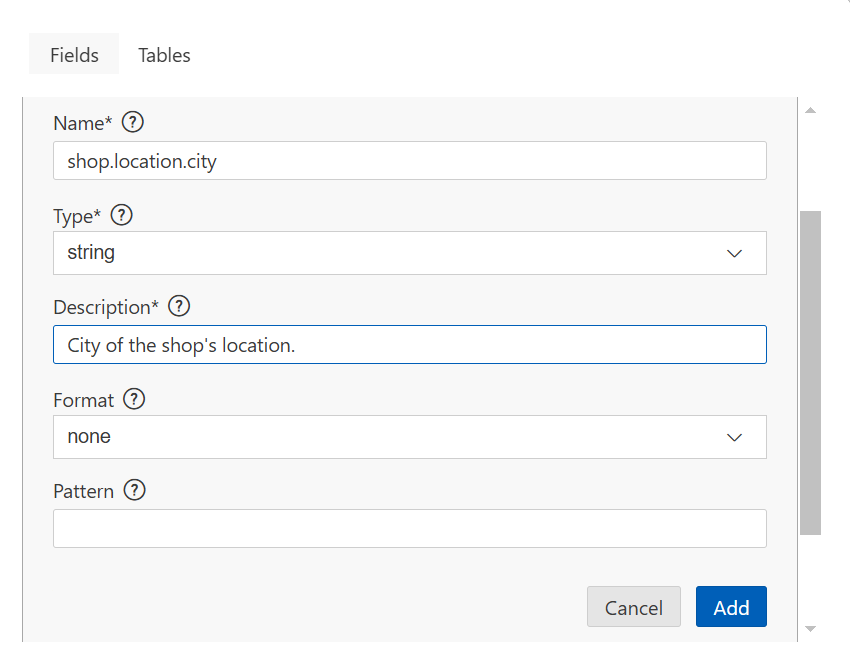 Fields Tables
Name* ?
shop.location.city
Type* ?
string
Description* ?
City of the shop's location.
Format ?
none
Pattern ?
Cancel Add